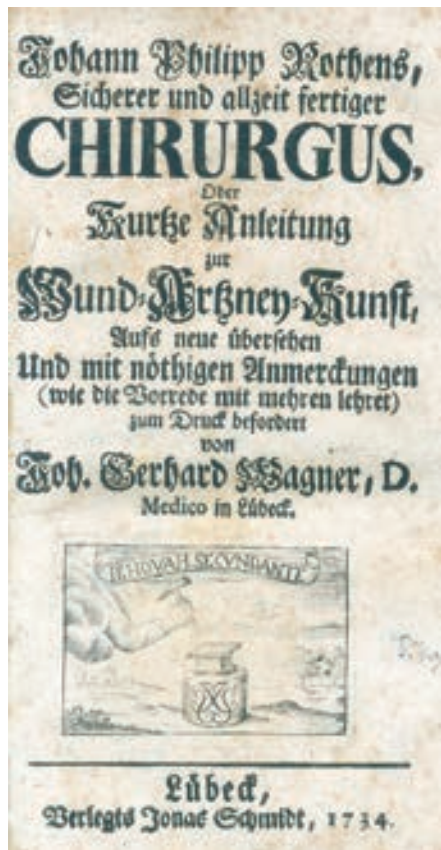 Johann Philipp Rothens,
Sicherer und allzeit fertiger
CHIRURGUS,
Oder
Kurtze Anleitung
zur
Wund-Artzney-Kunst,
Aufs neue übersehen
Und mit nöthigen Anmerckungen
(wie die Vorrede mit mehren lehret)
zum Druck befordert
von
Joh. Gerhard Wagner, D.
Medico in Lübeck.
JEHOVAH SECVNDANTE
Lübeck,
Verlegts Jonas Schmidt, 1734.